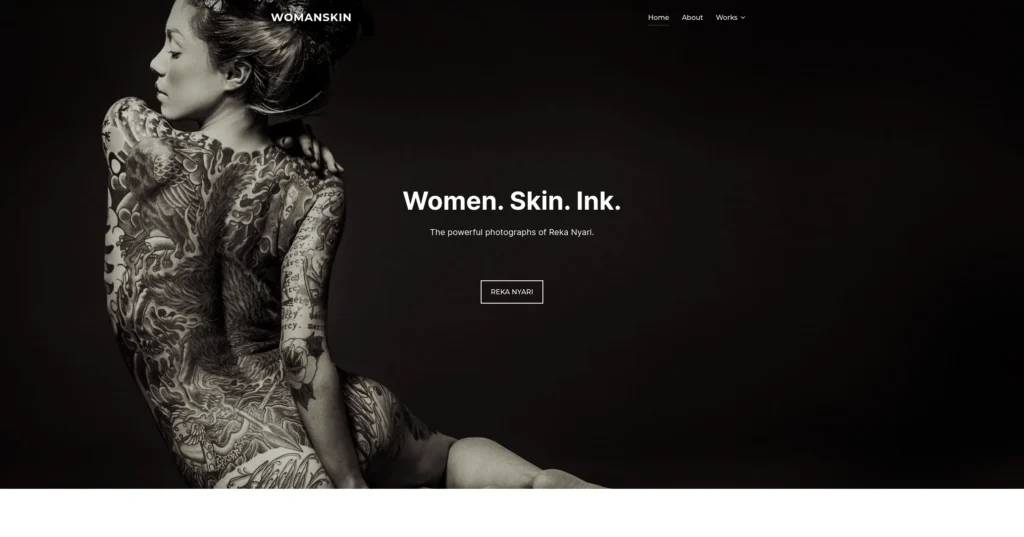 WOMANSKIN
Home About Works
Women. Skin. Ink.
The powerful photographs of Reka Nyari.
REKA NYARI